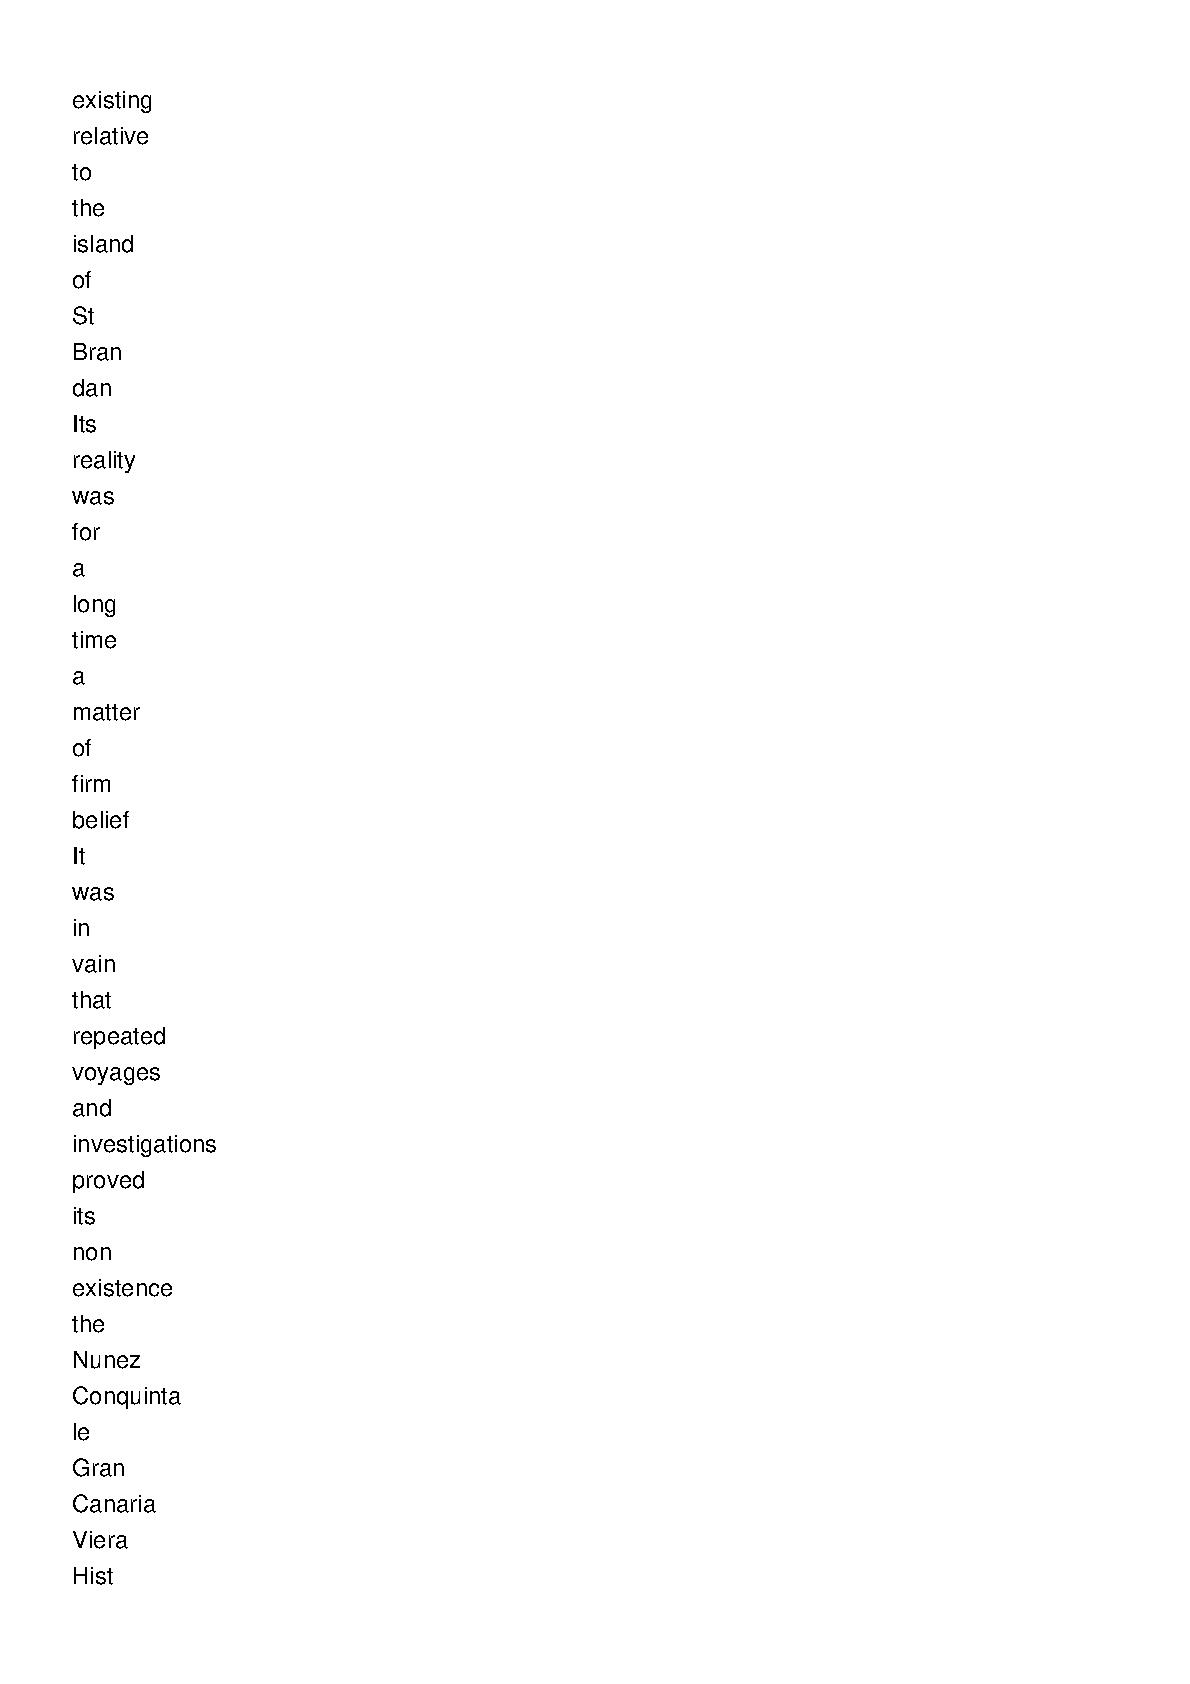 existing
relative
to
the
island
of
St
Bran
dan
Its
reality
was
for
a
long
time
a
matter
of
firm
belief
It
was
in
vain
that
repeated
voyages
and
investigations
proved
its
non
existence
the
Nunez
Conquinta
le
Gran
Canaria
Viera
Hist